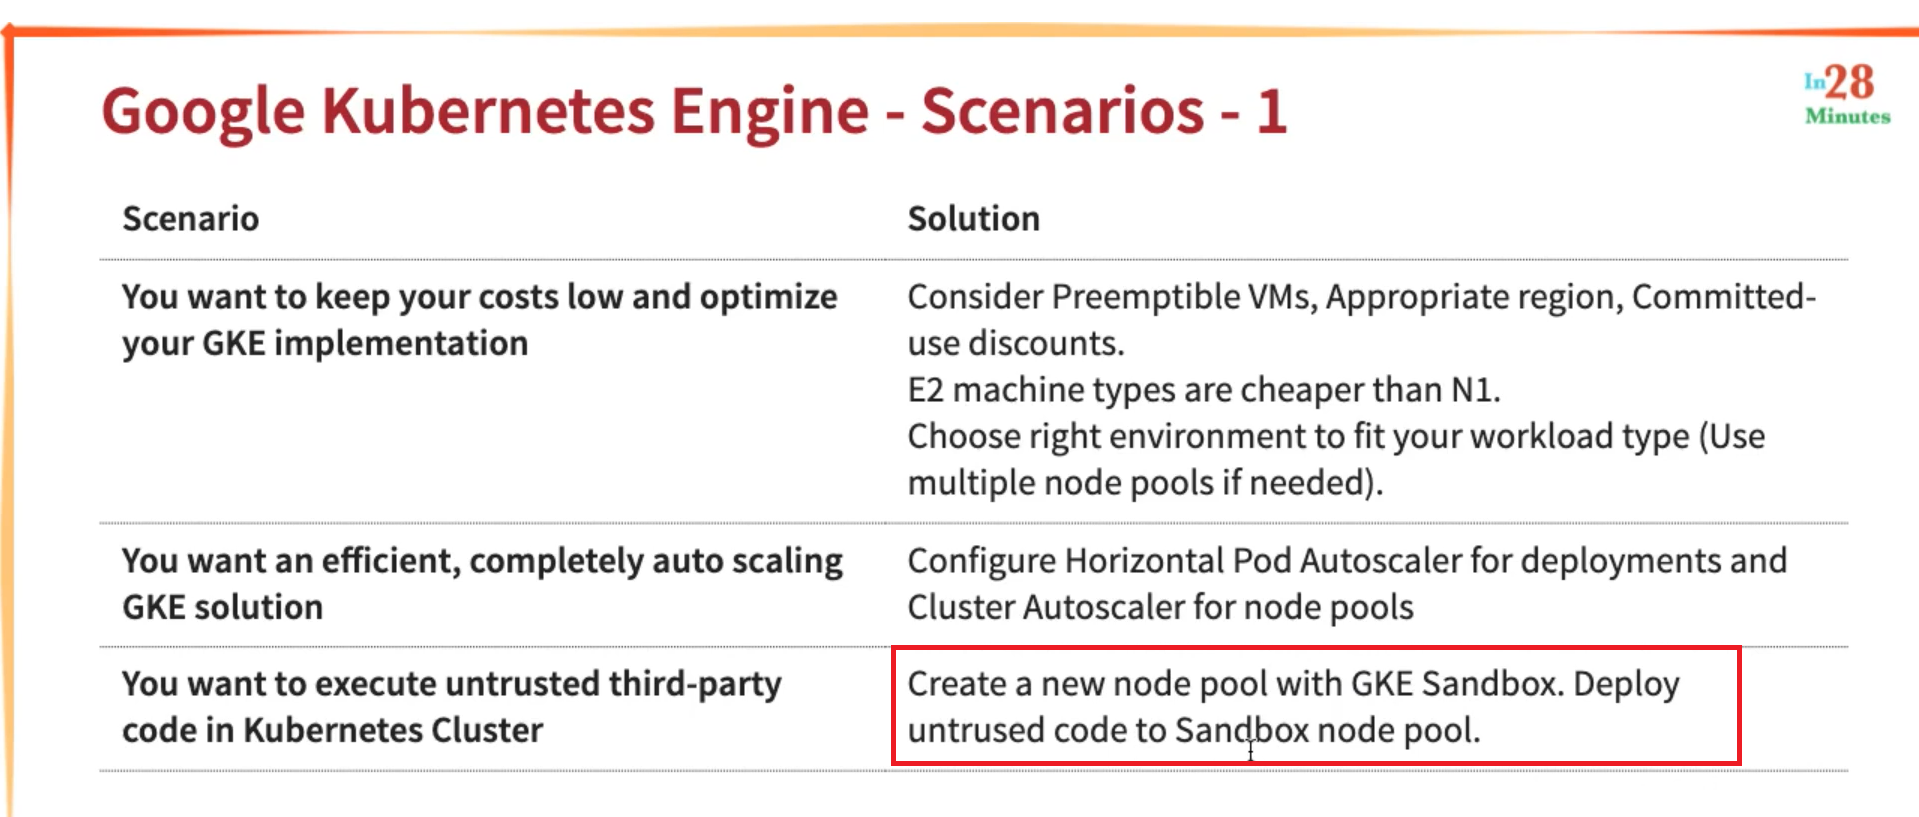 In28
Minutes
Google Kubernetes Engine - Scenarios - 1
Scenario
Solution
You want to keep your costs low and optimize
your GKE implementation
Consider Preemptible VMs, Appropriate region, Committed-
use discounts.
E2 machine types are cheaper than N1.
Choose right environment to fit your workload type (Use
multiple node pools if needed).
You want an efficient, completely auto scaling
GKE solution
Configure Horizontal Pod Autoscaler for deployments and
Cluster Autoscaler for node pools
You want to execute untrusted third-party
code in Kubernetes Cluster
Create a new node pool with GKE Sandbox. Deploy
untrused code to Sandbox node pool.